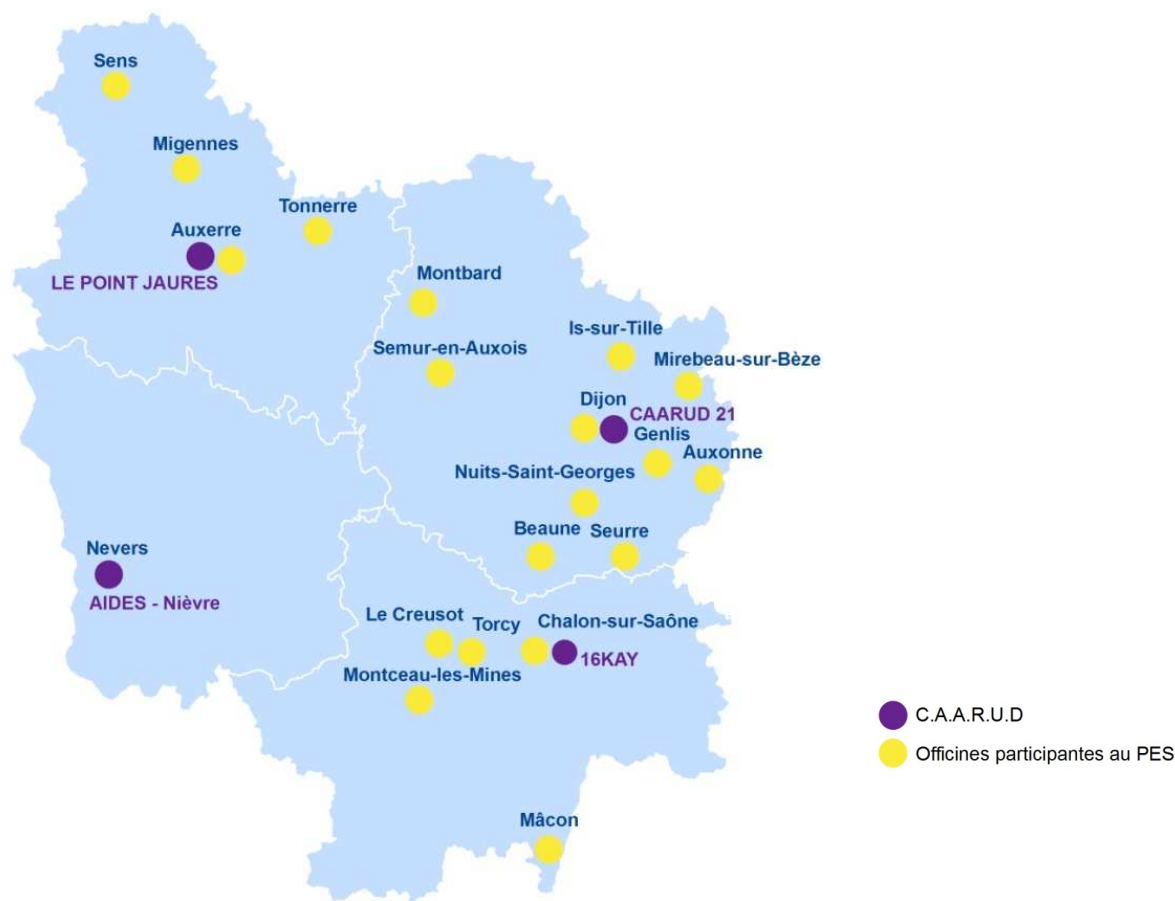 Sens
Migennes
Tonnerre
Auxerre
LE POINT JAURES
Montbard
Is-sur-Tille
Semur-en-Auxois
Mirebeau-sur-Bèze
Dijon
CAARUD 21
Genlis
Auxonne
Nuits-Saint-Georges
Beaune
Seurre
Nevers
AIDES - Nièvre
Le Creusot
Torcy
Chalon-sur-Saône
16KAY
Montceau-les-Mines
Mâcon
C.A.A.R.U.D
Officines participantes au PES